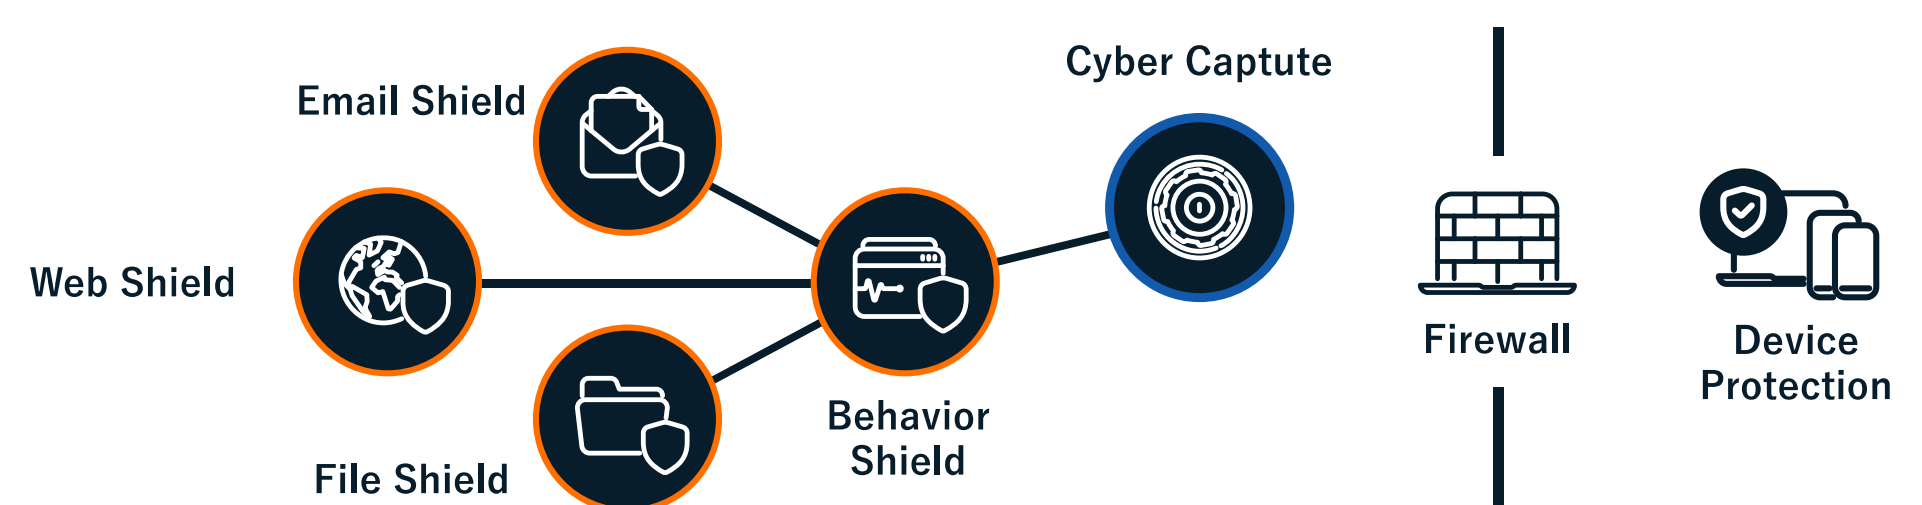 Email Shield
Cyber Captute
Web Shield
File Shield
Behavior
Shield
Firewall
Device
Protection